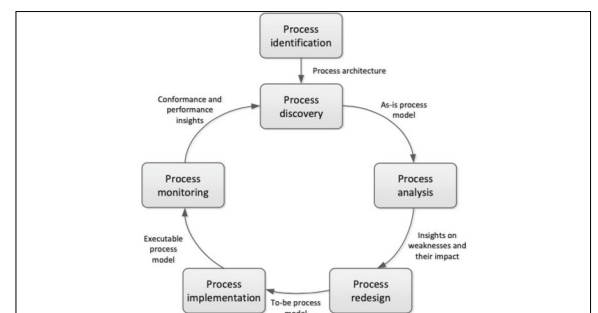 Process
identification
Process architecture
Process
discovery
Conformance and
performance
insights
As-is process
model
Process
monitoring
Process
analysis
Executable
process
model
Insights on
weaknesses and
their impact
Process
implementation
To-be process
model
Process
redesign